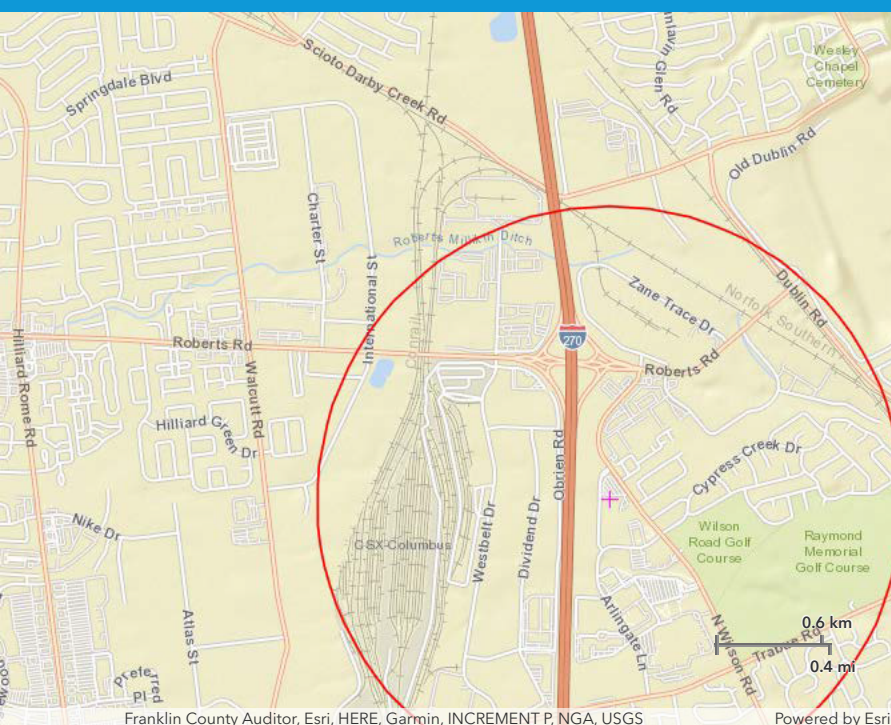 Scioto Darby Creek Rd
Wesley
Chapel
Cemetery
Springdale Blvd
Old Dublin Rd
Charter St
Roberts Millkin Ditch
International St
Zane Trace Dr
Dublin Rd
Norfolk Southern
Conrail
270
Hilliard Rome Rd
Roberts Rd
Roberts Rd
Walcutt Rd
Hilliard Green Dr
Obrien Rd
Cypress Creek Dr
Nike Dr
CSX-Columbus
Westbelt Dr
Dividend Dr
Wilson
Road Golf
Course
Raymond
Memorial
Golf Course
Atlas St
Arlingate Ln
N Wilson Rd
0.6 km
Trabue Rd
0.4 mi
Preferred
Pl
Franklin County Auditor, Esri, HERE, Garmin, INCREMENT P, NGA, USGS
Powered by Esri